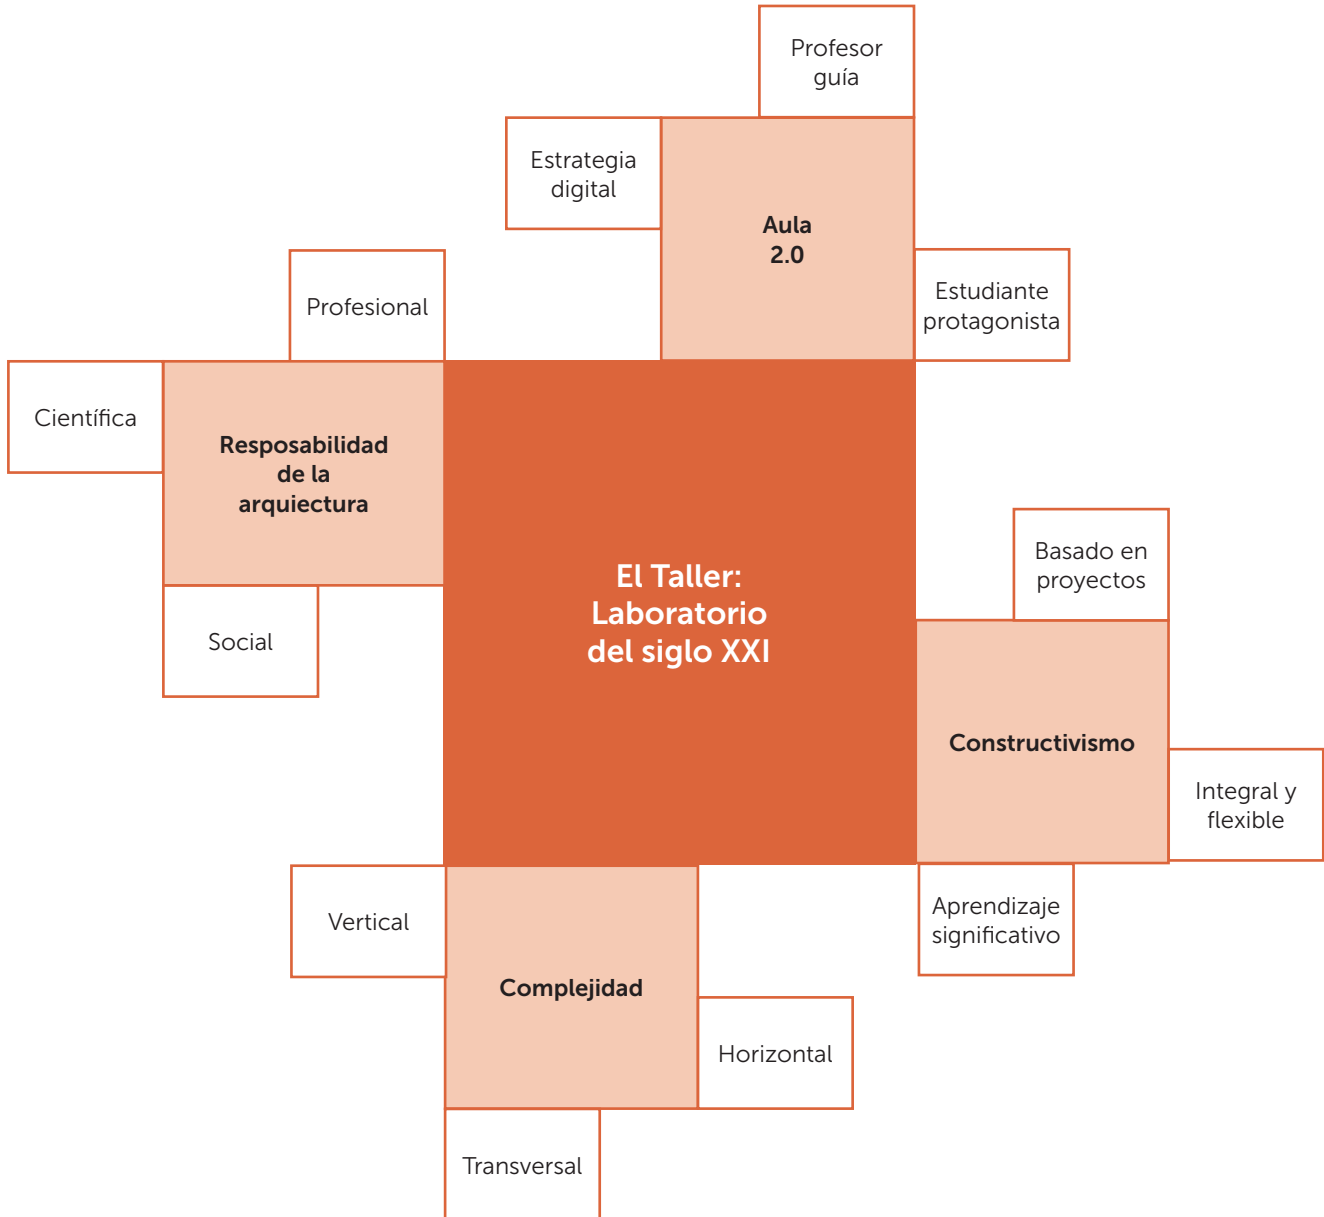 Profesor
guía
Estrategia
digital
Aula
2.0
Estudiante
protagonista
Profesional
Científica
Resposabilidad
de la
arquiectura
Social
El Taller:
Laboratorio
del siglo XXI
Basado en
proyectos
Constructivismo
Integral y
flexible
Aprendizaje
significativo
Vertical
Complejidad
Horizontal
Transversal